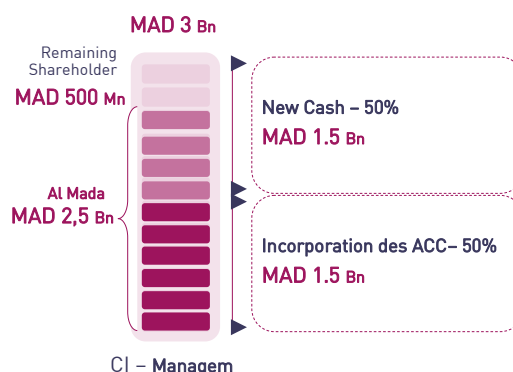 MAD 3 Bn
Remaining
Shareholder
MAD 500 Mn
Al Mada
MAD 2,5 Bn
New Cash – 50%
MAD 1.5 Bn
Incorporation des ACC– 50%
MAD 1.5 Bn
CI – Managem